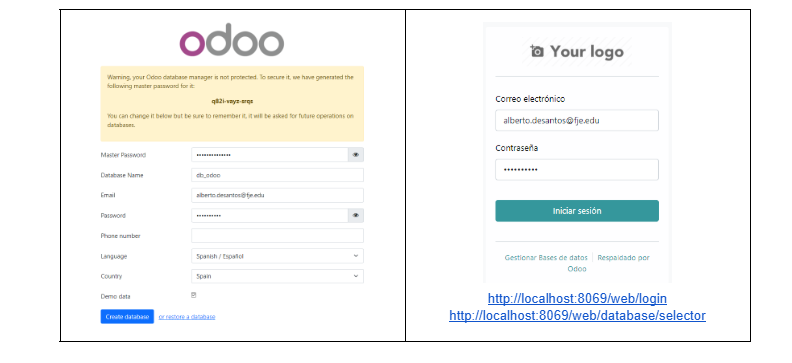 odoo
Warning, your Odoo database manager is not protected. To secure it, we have generated the
following master password for it:
You can change it below but be sure to remember it, it will be asked for future operations on
databases.
Master Password ••••••••••••••
Database Name db_odoo
Email alberto.desantos@fje.edu
Password ••••••••••
Phone number
Language Spanish / Español
Country Spain
Demo data
Create database or restore a database
Your logo
Correo electrónico
alberto.desantos@fje.edu
Contraseña
••••••••••
Iniciar sesión
Gestionar Bases de datos Respaldado por
Odoo
http://localhost:8069/web/login
http://localhost:8069/web/database/selector